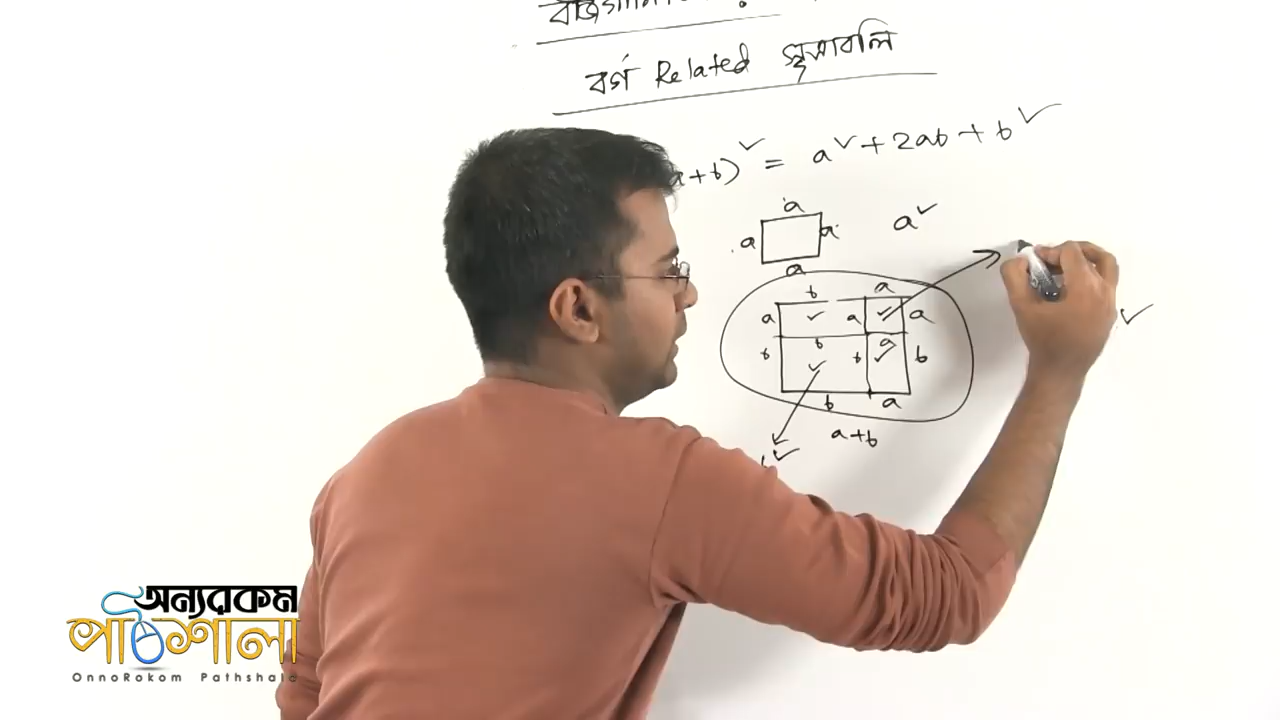 বর্গ Related সূত্রাবলি
a+b)² = a² + 2ab + b²
a
a a a²
a
b a
a a a
b a
b b b
b a
a+b
অন্যরকম
পাঠশালা
OnnoRokom Pathshala